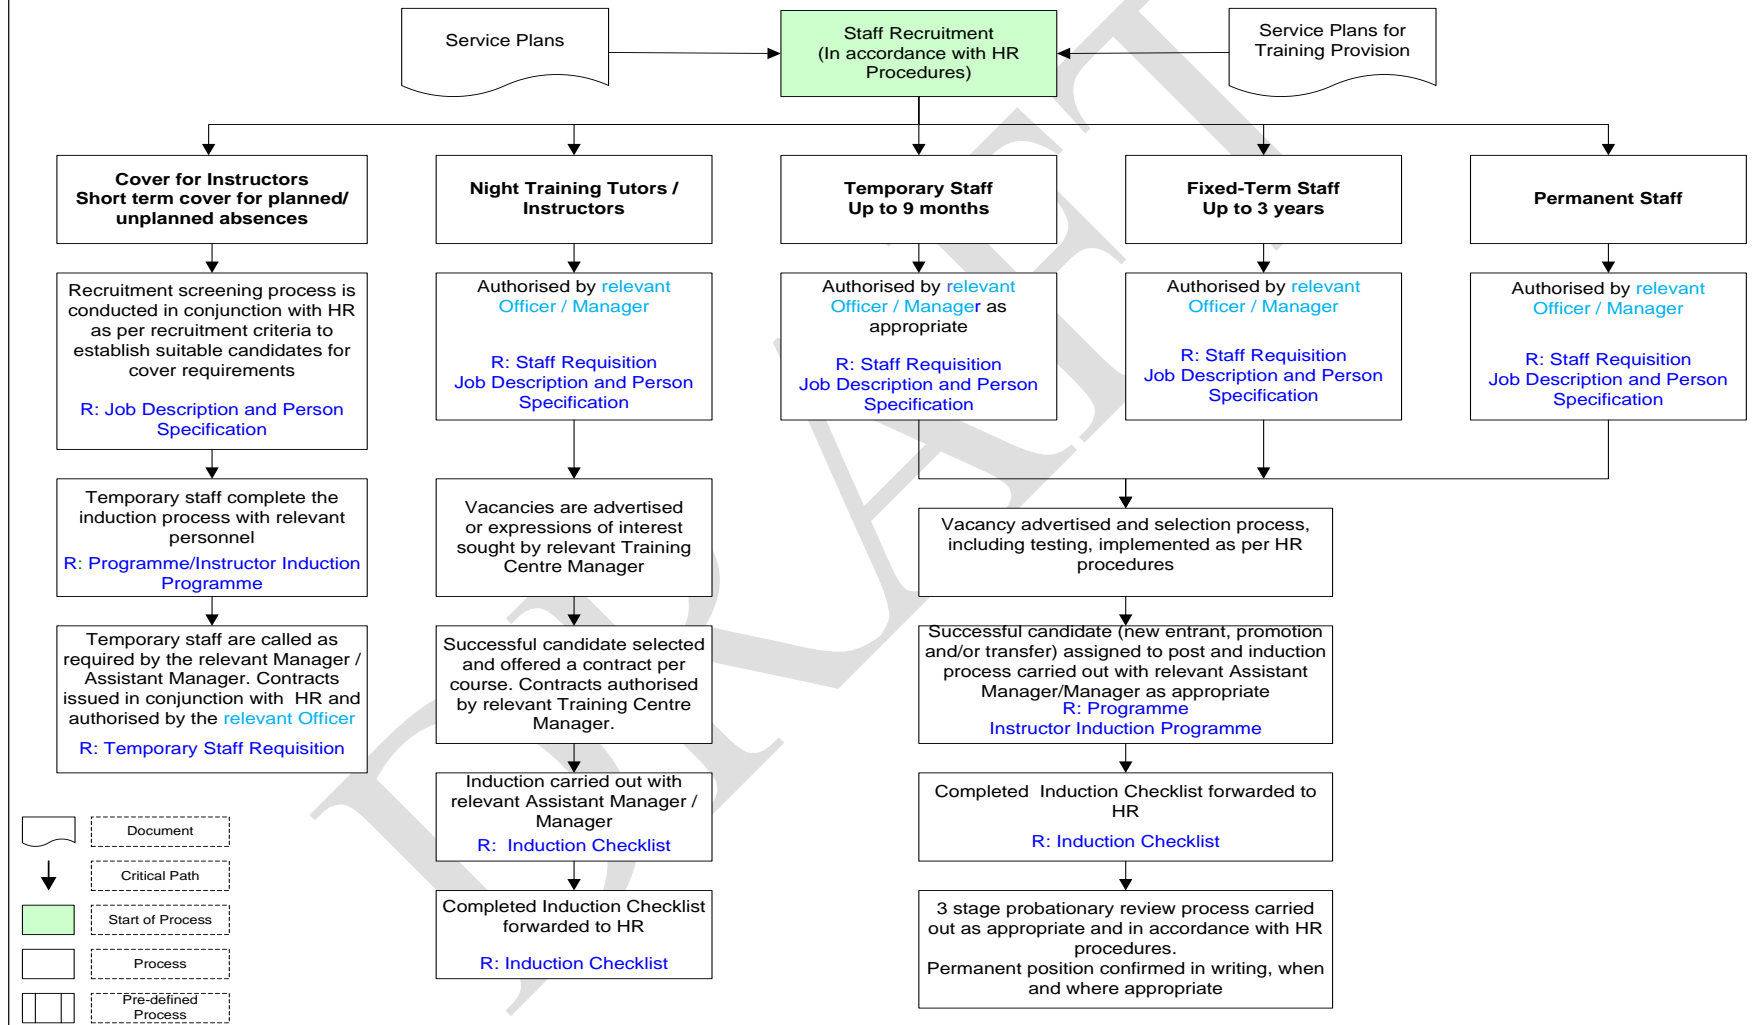 Service Plans
Staff Recruitment
(In accordance with HR
Procedures)
Service Plans for
Training Provision
Cover for Instructors
Short term cover for planned/
unplanned absences
Night Training Tutors /
Instructors
Temporary Staff
Up to 9 months
Fixed-Term Staff
Up to 3 years
Permanent Staff
Recruitment screening process is
conducted in conjunction with HR
as per recruitment criteria to
establish suitable candidates for
cover requirements
R: Job Description and Person
Specification
Authorised by relevant
Officer / Manager
R: Staff Requisition
Job Description and Person
Specification
Authorised by relevant
Officer / Manager as
appropriate
R: Staff Requisition
Job Description and Person
Specification
Authorised by relevant
Officer / Manager
R: Staff Requisition
Job Description and Person
Specification
Authorised by relevant
Officer / Manager
R: Staff Requisition
Job Description and Person
Specification
Temporary staff complete the
induction process with relevant
personnel
R: Programme/Instructor Induction
Programme
Vacancies are advertised
or expressions of interest
sought by relevant Training
Centre Manager
Vacancy advertised and selection process,
including testing, implemented as per HR
procedures
Temporary staff are called as
required by the relevant Manager /
Assistant Manager. Contracts
issued in conjunction with  HR and
authorised by the relevant Officer
R: Temporary Staff Requisition
Successful candidate selected
and offered a contract per
course. Contracts authorised
by relevant Training Centre
Manager.
Successful candidate (new entrant, promotion
and/or transfer) assigned to post and induction
process carried out with relevant Assistant
Manager/Manager as appropriate
R: Programme
Instructor Induction Programme
Induction carried out with
relevant Assistant Manager /
Manager
R:  Induction Checklist
Completed  Induction Checklist forwarded to
HR
R: Induction Checklist
Completed Induction Checklist
forwarded to HR
R: Induction Checklist
3 stage probationary review process carried
out as appropriate and in accordance with HR
procedures.
Permanent position confirmed in writing, when
and where appropriate
Document
Critical Path
Start of Process
Process
Pre-defined
Process
DRAFT